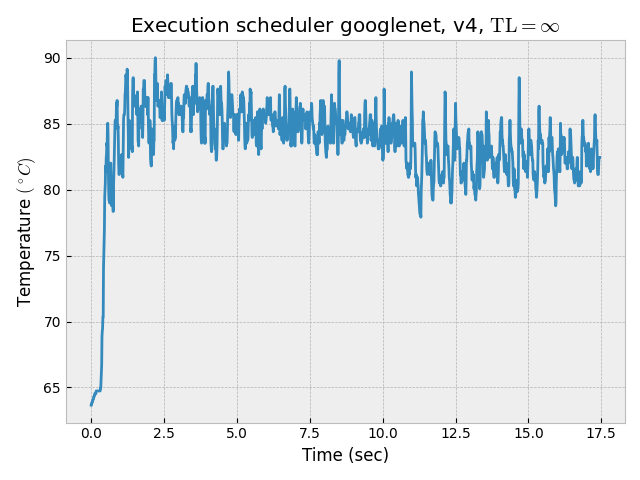 Execution scheduler googlenet, v4, TL = ∞
Temperature (°C)
90
85
80
75
70
65
0.0 2.5 5.0 7.5 10.0 12.5 15.0 17.5
Time (sec)